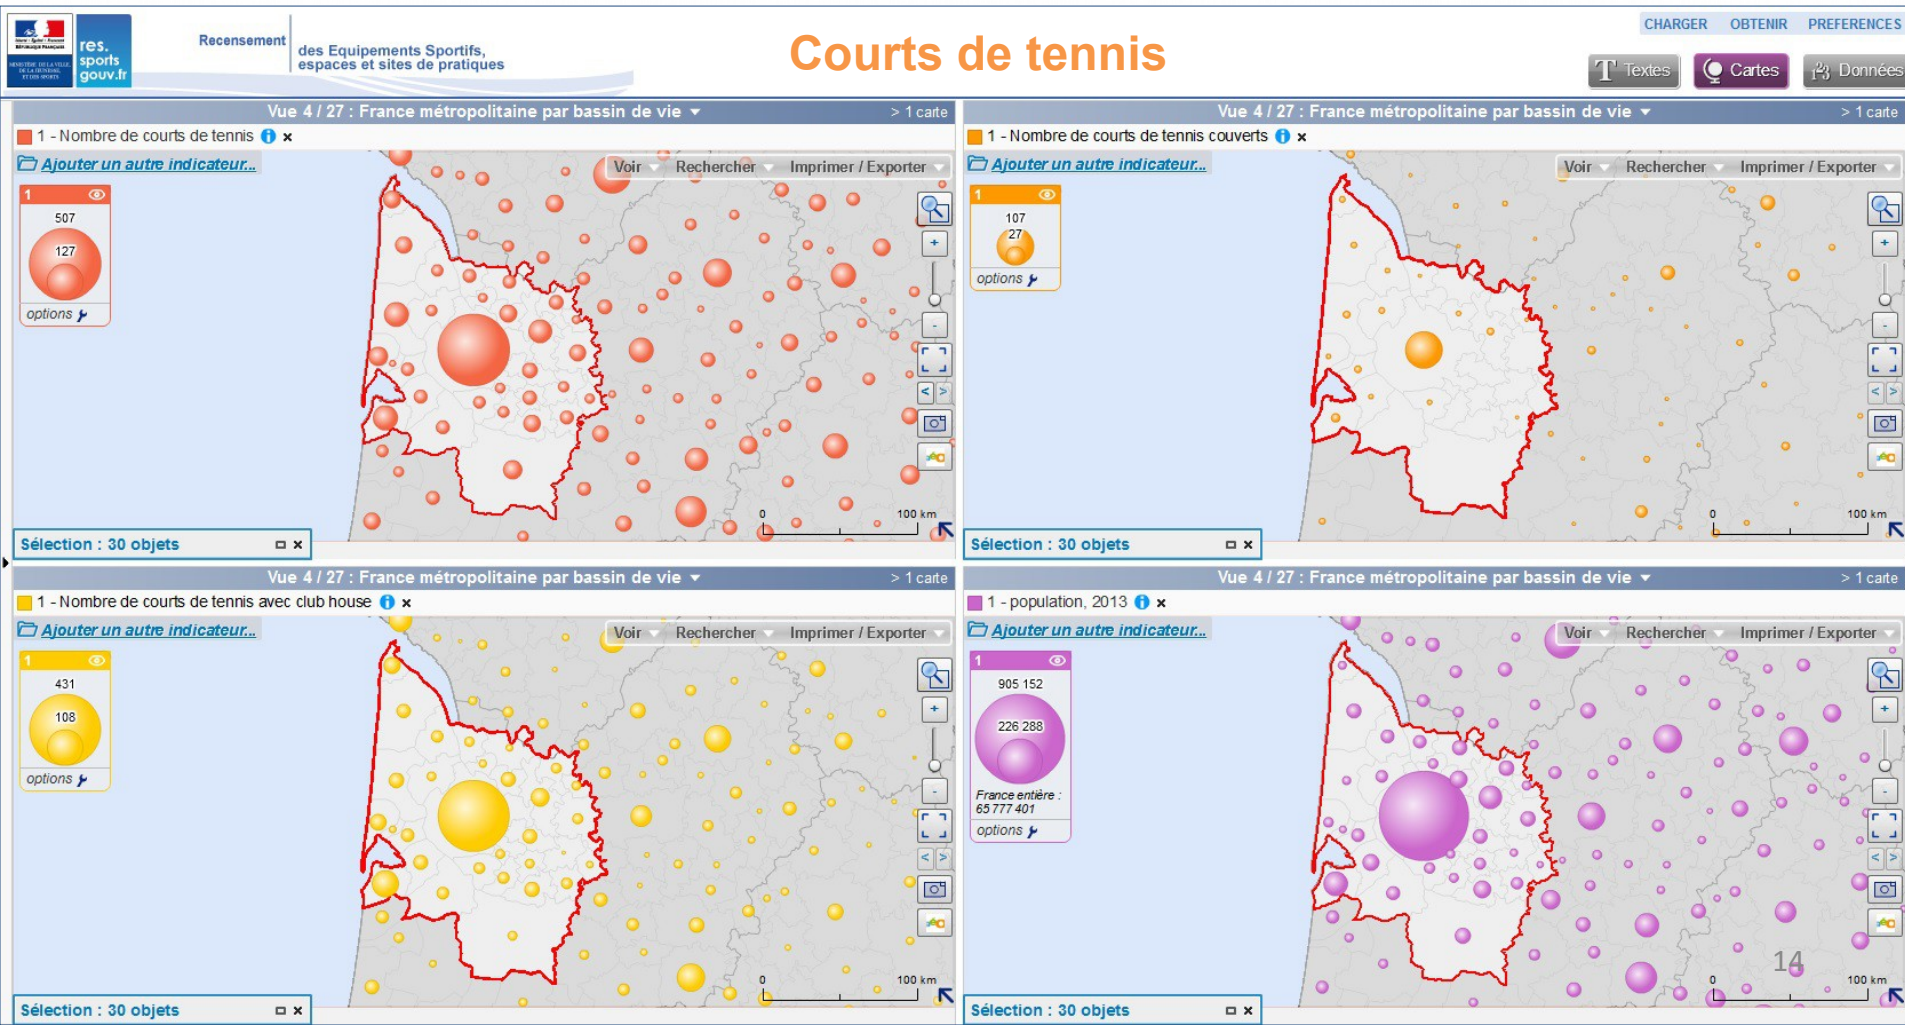 res.
sports
gouv.fr
Recensement
des Equipements Sportifs,
espaces et sites de pratiques
Courts de tennis
CHARGER OBTENIR PREFERENCES
Textes Cartes 123 Données
Vue 4 / 27 : France métropolitaine par bassin de vie > 1 carte
1 - Nombre de courts de tennis
Ajouter un autre indicateur...
Voir Rechercher Imprimer / Exporter
1
507
127
options
0 100 km
Sélection : 30 objets
Vue 4 / 27 : France métropolitaine par bassin de vie > 1 carte
1 - Nombre de courts de tennis couverts
Ajouter un autre indicateur...
Voir Rechercher Imprimer / Exporter
1
107
27
options
0 100 km
Sélection : 30 objets
Vue 4 / 27 : France métropolitaine par bassin de vie > 1 carte
1 - Nombre de courts de tennis avec club house
Ajouter un autre indicateur...
Voir Rechercher Imprimer / Exporter
1
431
108
options
0 100 km
Sélection : 30 objets
Vue 4 / 27 : France métropolitaine par bassin de vie > 1 carte
1 - population, 2013
Ajouter un autre indicateur...
Voir Rechercher Imprimer / Exporter
1
905 152
226 288
France entière :
65 777 401
options
14
0 100 km
Sélection : 30 objets